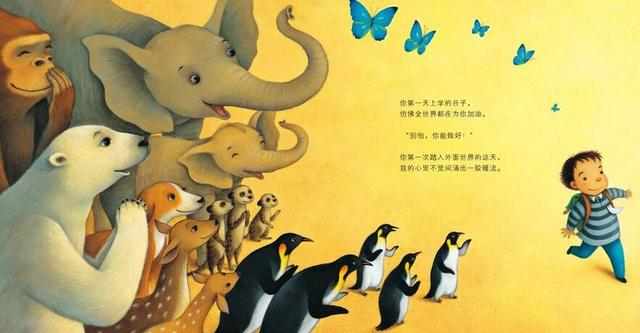 你第一天上学的日子，
仿佛全世界都在为你加油。
“别怕，你能做好！”
你第一次踏入外面世界的这天，
我的心里不觉间涌出一股暖流。